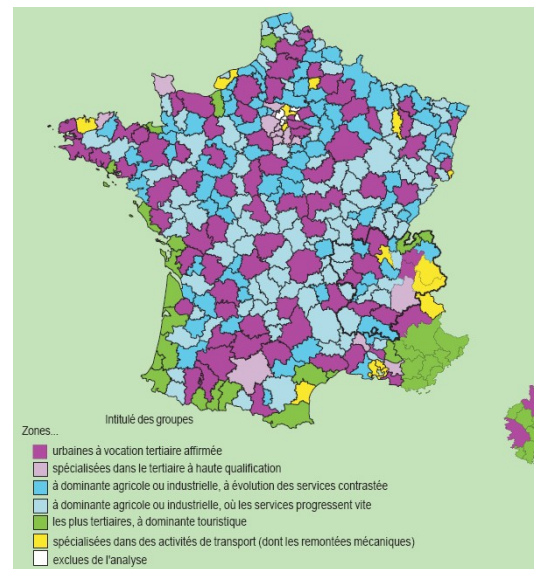 Intitulé des groupes
Zones...
urbaines à vocation tertiaire affirmée
spécialisées dans le tertiaire à haute qualification
à dominante agricole ou industrielle, à évolution des services contrastée
à dominante agricole ou industrielle, où les services progressent vite
les plus tertiaires, à dominante touristique
spécialisées dans des activités de transport (dont les remontées mécaniques)
exclues de l'analyse